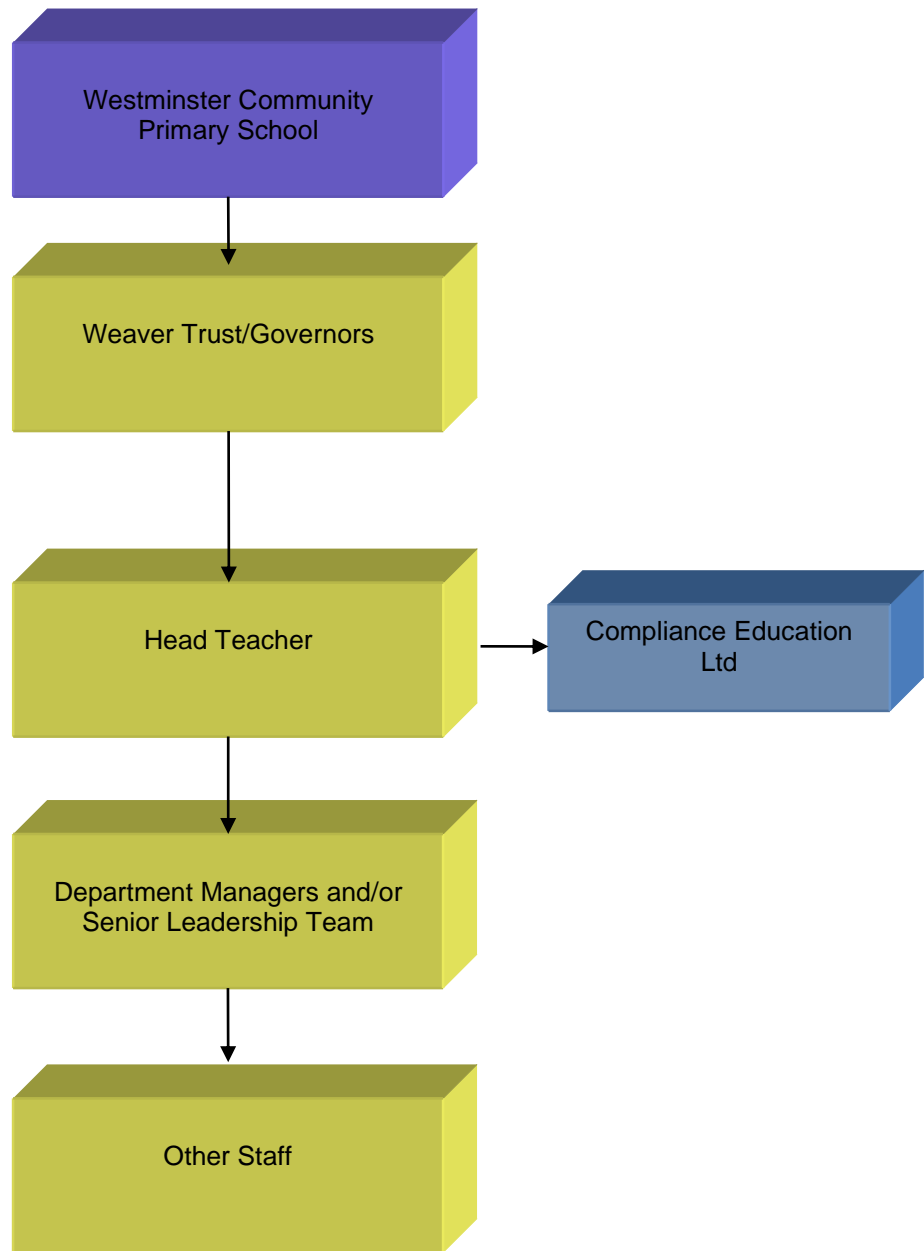 Westminster Community
Primary School
Weaver Trust/Governors
Head Teacher
Compliance Education
Ltd
Department Managers and/or
Senior Leadership Team
Other Staff